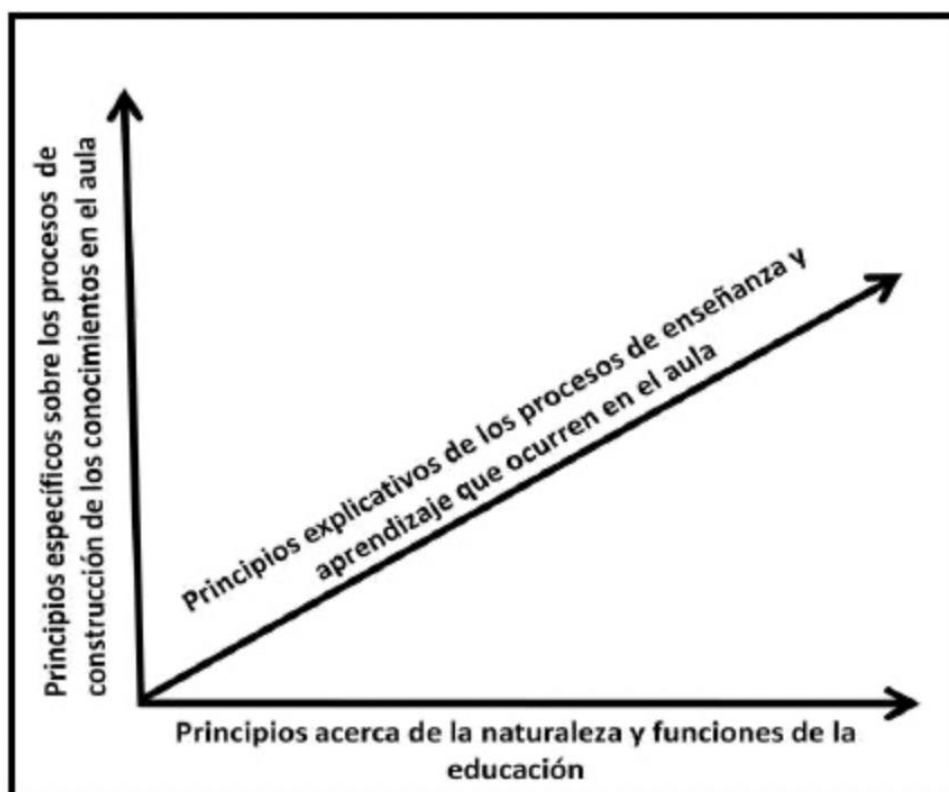 Principios específicos sobre los procesos de
construcción de los conocimientos en el aula
Principios explicativos de los procesos de enseñanza y
aprendizaje que ocurren en el aula
Principios acerca de la naturaleza y funciones de la
educación